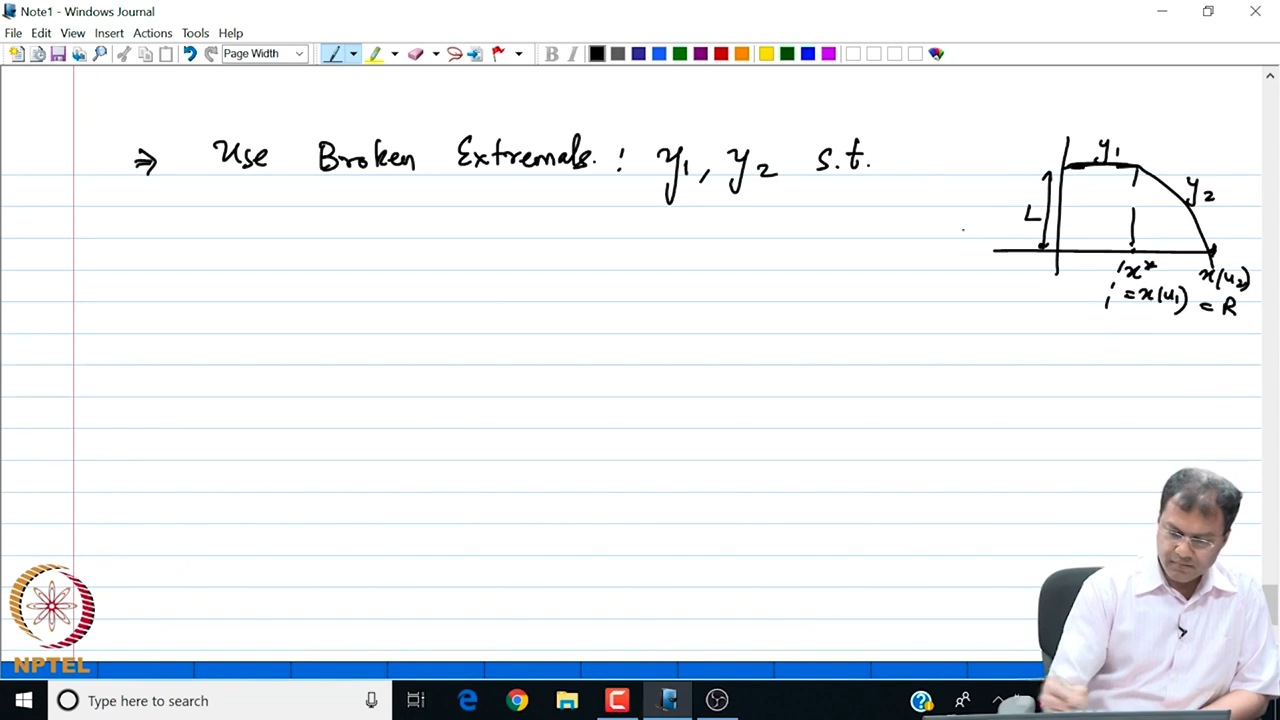 Note1 - Windows Journal
File Edit View Insert Actions Tools Help
Page Width
B I
⇒ Use Broken Extremals : y₁, y₂ s.t.
y₁
y₂
L
x*
= x(u₁)
x(u₂)
= R
NPTEL
Type here to search